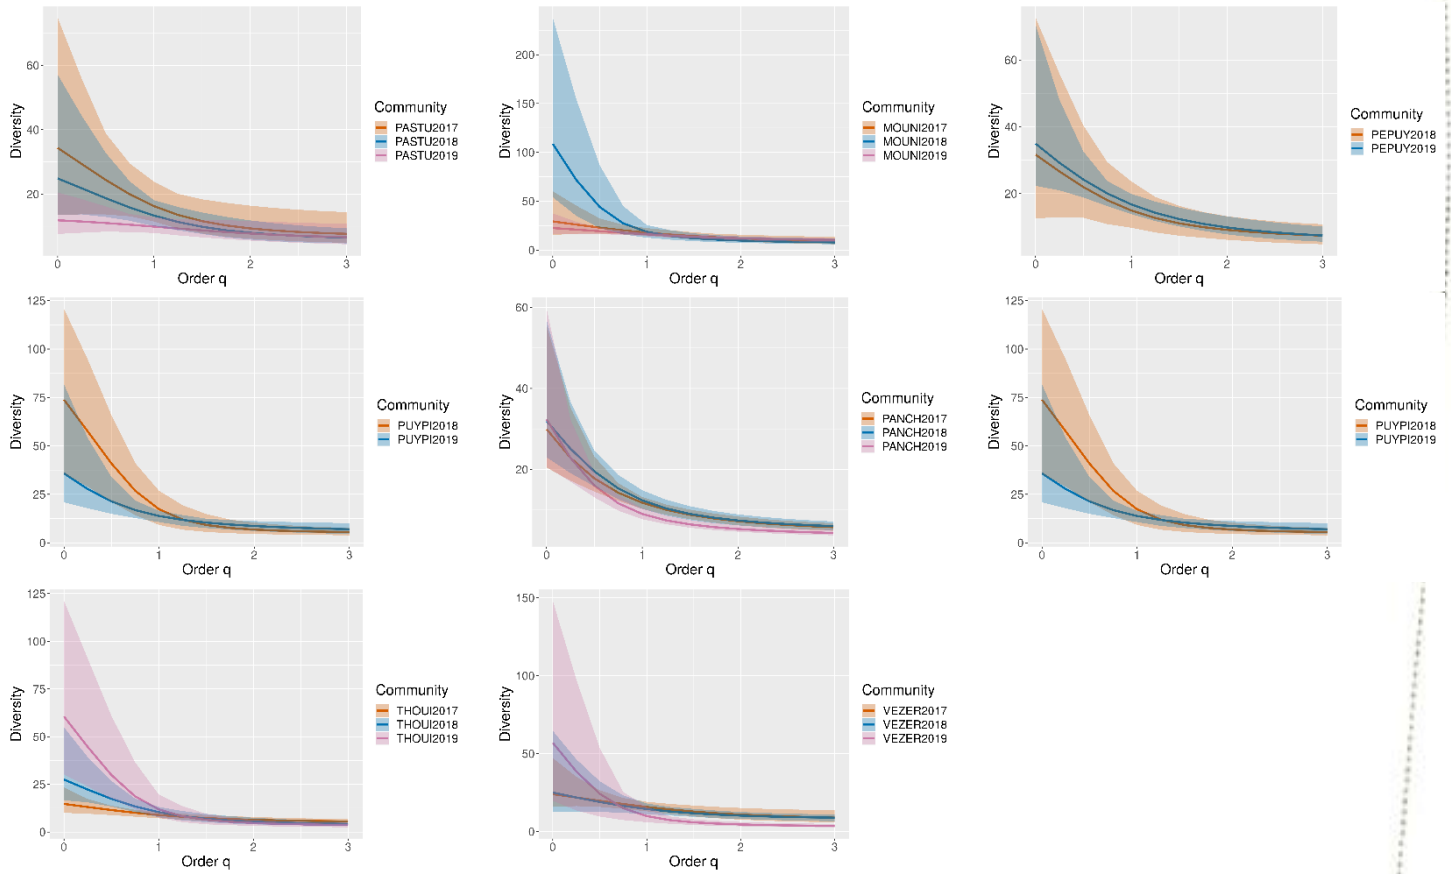 60
40
20
Diversity
0 1 2 3
Order q
Community
PASTU2017
PASTU2018
PASTU2019
200
150
100
50
0
Diversity
0 1 2 3
Order q
Community
MOUNI2017
MOUNI2018
MOUNI2019
60
40
20
Diversity
0 1 2 3
Order q
Community
PEPUY2018
PEPUY2019
125
100
75
50
25
0
Diversity
0 1 2 3
Order q
Community
PUYPI2018
PUYPI2019
60
40
20
Diversity
0 1 2 3
Order q
Community
PANCH2017
PANCH2018
PANCH2019
125
100
75
50
25
0
Diversity
0 1 2 3
Order q
Community
PUYPI2018
PUYPI2019
125
100
75
50
25
0
Diversity
0 1 2 3
Order q
Community
THOUI2017
THOUI2018
THOUI2019
150
100
50
0
Diversity
0 1 2 3
Order q
Community
VEZER2017
VEZER2018
VEZER2019